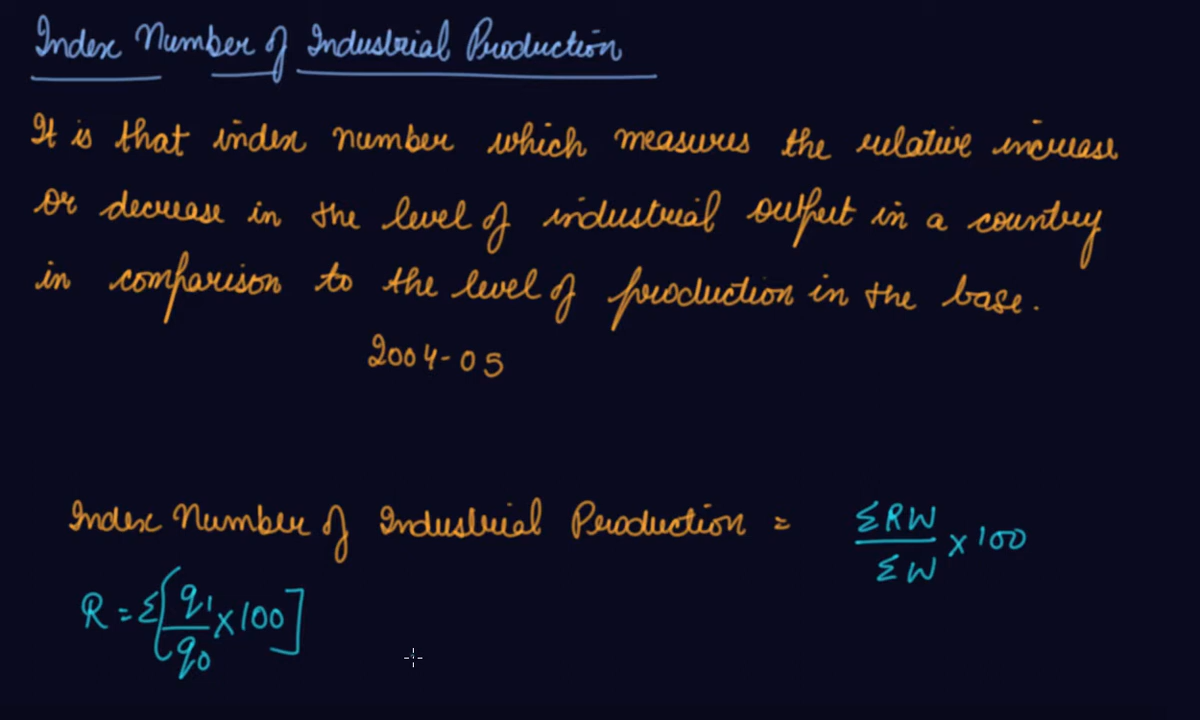 Index Number of Industrial Production
It is that index number which measures the relative increase
or decrease in the level of industrial output in a country
in comparison to the level of production in the base.
2004-05
Index Number of Industrial Production = ΣRW / ΣW × 100
R = Σ[q₁/q₀ × 100]